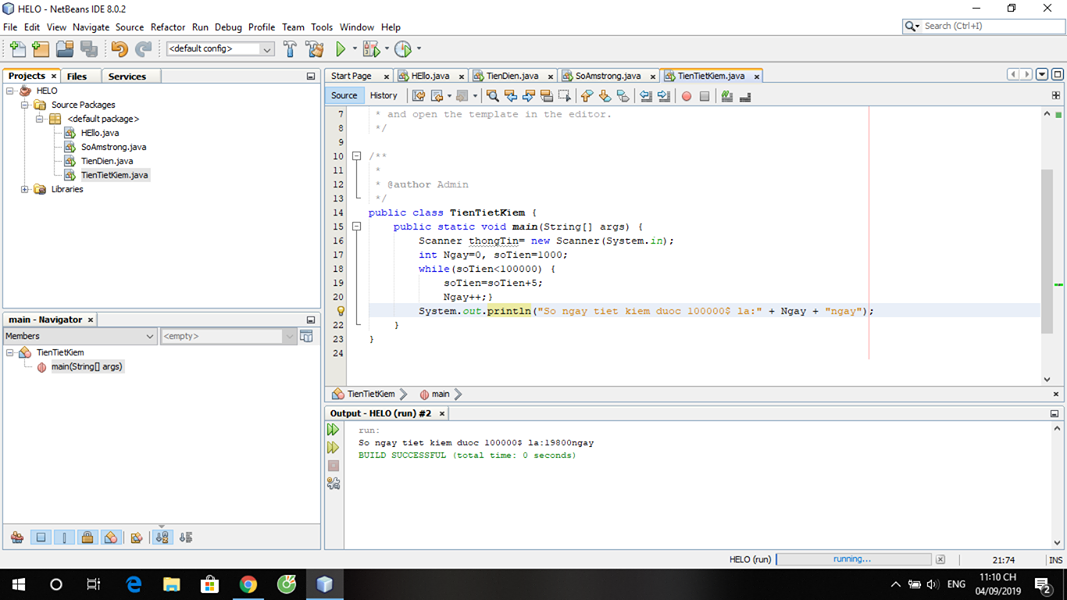 HELO - NetBeans IDE 8.0.2
File Edit View Navigate Source Refactor Run Debug Profile Team Tools Window Help
Search (Ctrl+I)
<default config>
Projects × Files Services
HELO
Source Packages
<default package>
HEllo.java
SoAmstrong.java
TienDien.java
TienTietKiem.java
Libraries
main - Navigator ×
Members <empty>
TienTietKiem
main(String[] args)
Start Page × HEllo.java × TienDien.java × SoAmstrong.java × TienTietKiem.java ×
Source History
7 * and open the template in the editor.
8 */
9
10 /**
11 *
12 * @author Admin
13 */
14 public class TienTietKiem {
15 public static void main(String[] args) {
16 Scanner thongTin= new Scanner(System.in);
17 int Ngay=0, soTien=1000;
18 while(soTien<100000) {
19 soTien=soTien+5;
20 Ngay++;}
System.out.println("So ngay tiet kiem duoc 100000$ la:" + Ngay + "ngay");
22 }
23 }
24
TienTietKiem main
Output - HELO (run) #2 ×
run:
So ngay tiet kiem duoc 100000$ la:19800ngay
BUILD SUCCESSFUL (total time: 0 seconds)
HELO (run) running... 21:74 INS
ENG 11:10 CH
04/09/2019
2